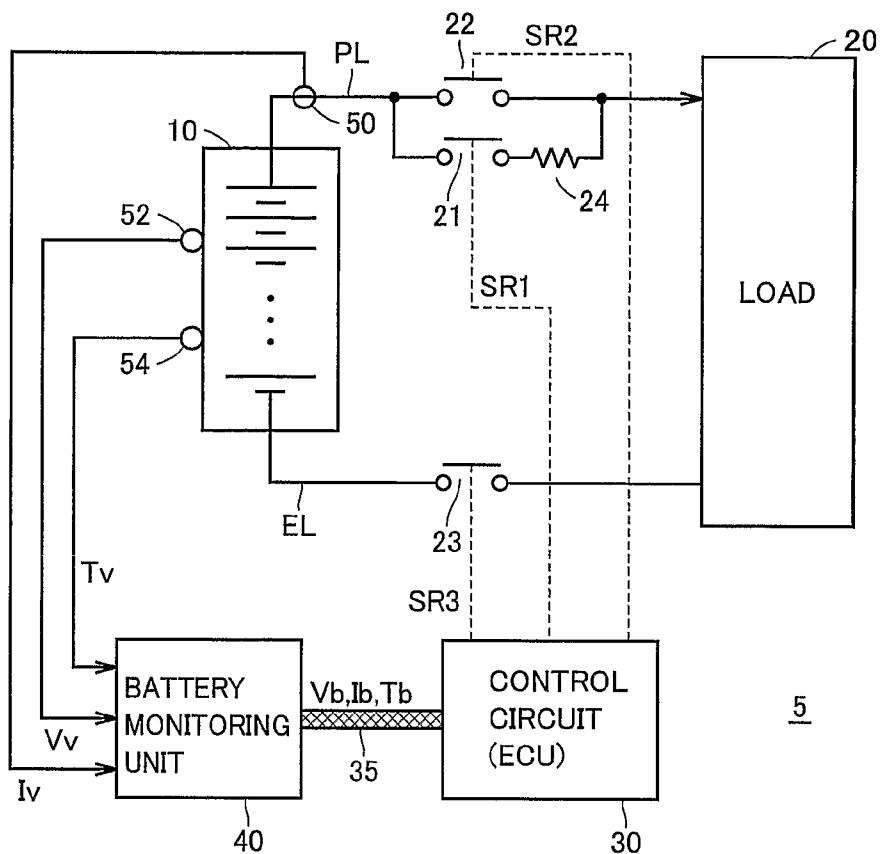 22
SR2
20
PL
50
10
52
21
24
SR1
LOAD
54
EL
23
Tv
SR3
BATTERY
MONITORING
UNIT
Vb,Ib,Tb
35
CONTROL
CIRCUIT
(ECU)
5
Vv
Iv
40
30